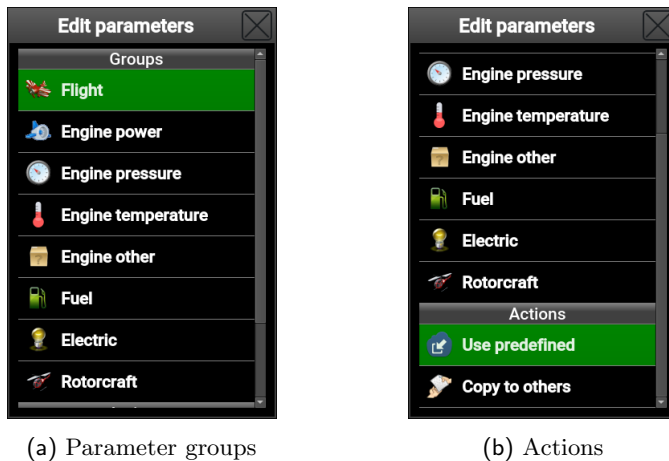 Edit parameters
Groups
Flight
Engine power
Engine pressure
Engine temperature
Engine other
Fuel
Electric
Rotorcraft
(a) Parameter groups
Edit parameters
Engine pressure
Engine temperature
Engine other
Fuel
Electric
Rotorcraft
Actions
Use predefined
Copy to others
(b) Actions